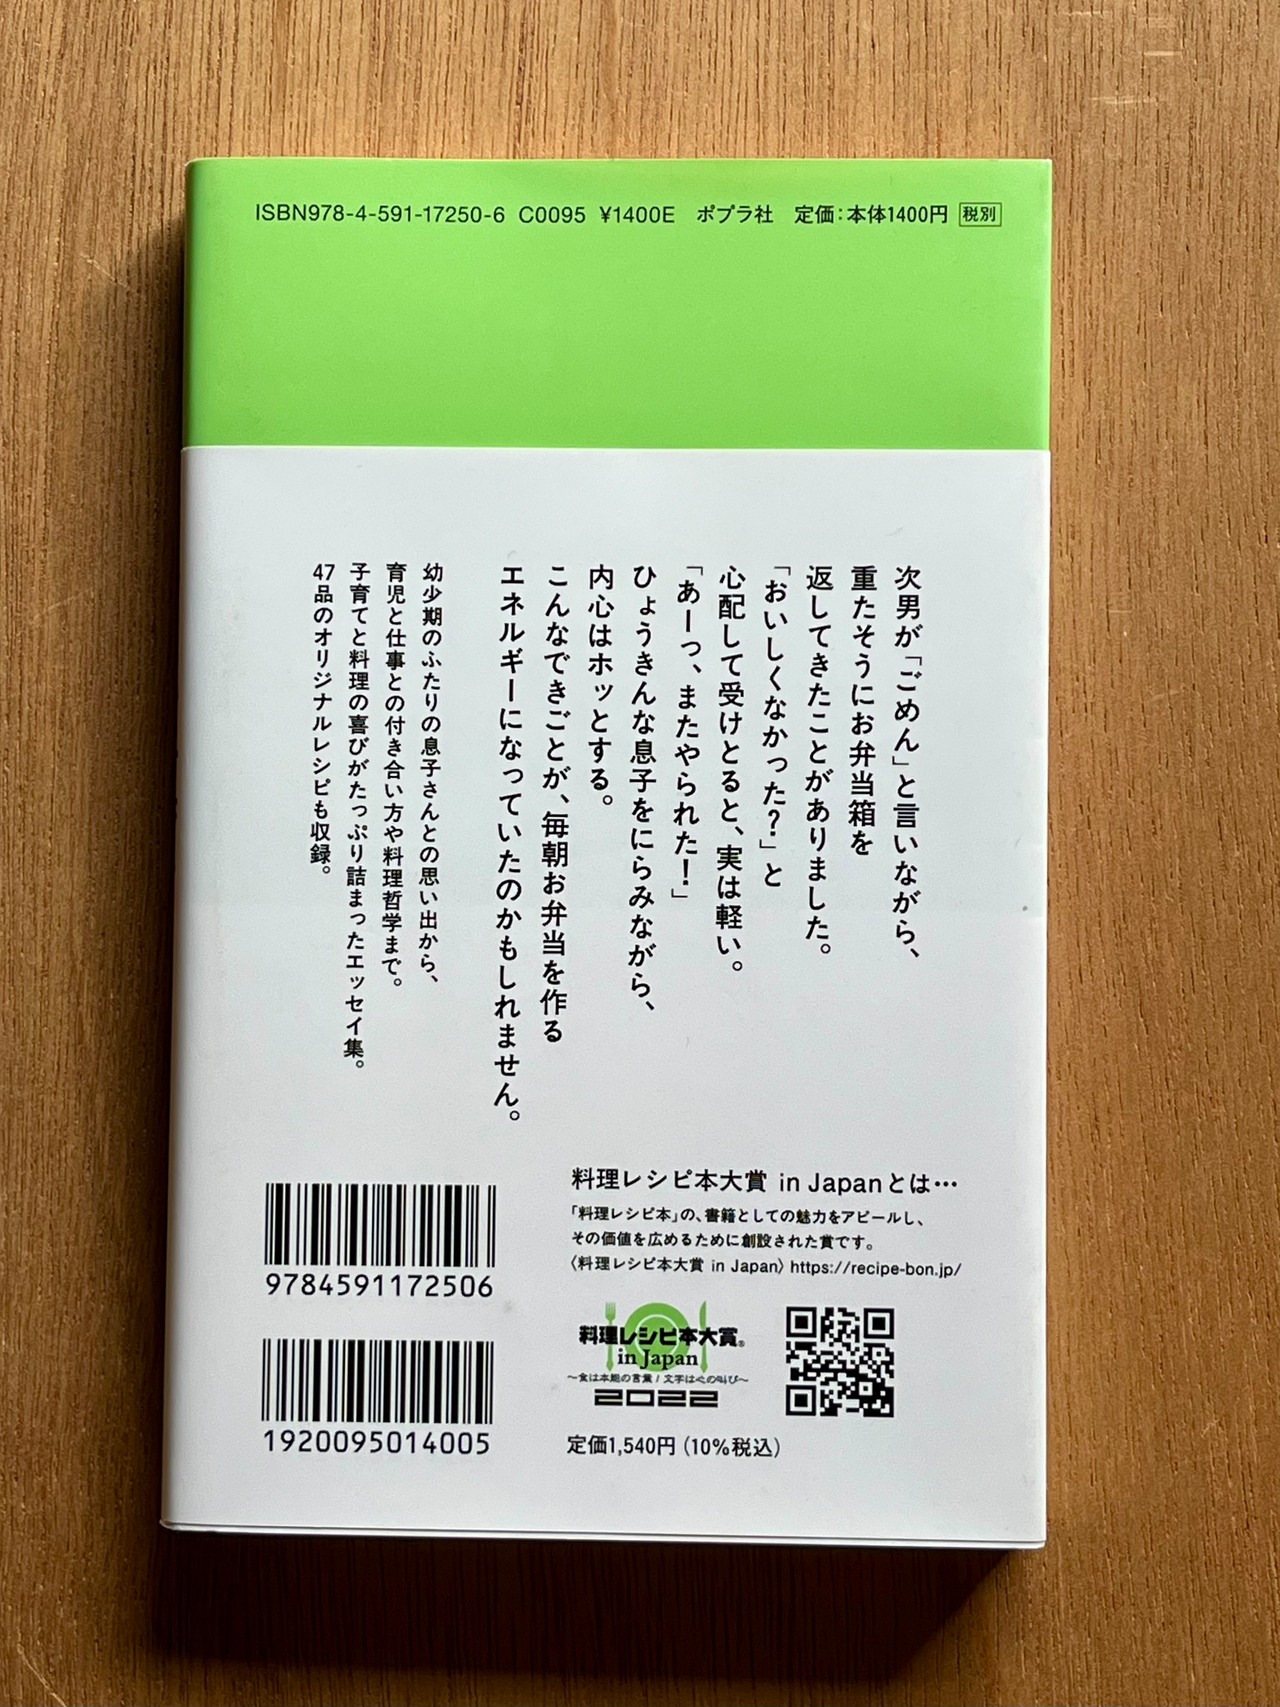 ISBN978-4-591-17250-6 C0095 ¥1400E ポプラ社 定価:本体1400円 税別
次男が「ごめん」と言いながら、
重たそうにお弁当箱を
返してきたことがありました。
「おいしくなかった?」と
心配して受けとると、実は軽い。
「あーっ、またやられた!」
ひょうきんな息子をにらみながら、
内心はホッとする。
こんなできごとが、毎朝お弁当を作る
エネルギーになっていたのかもしれません。
幼少期のふたりの息子さんとの思い出から、
育児と仕事との付き合い方や料理哲学まで。
子育てと料理の喜びがたっぷり詰まったエッセイ集。
47品のオリジナルレシピも収録。
9784591172506
1920095014005
料理レシピ本大賞 in Japanとは…
「料理レシピ本」の、書籍としての魅力をアピールし、
その価値を広めるために創設された賞です。
〈料理レシピ本大賞 in Japan〉https://recipe-bon.jp/
料理レシピ本大賞®
in Japan
〜食は本能の言葉/文字は心の叫び〜
2022
定価1,540円(10%税込)